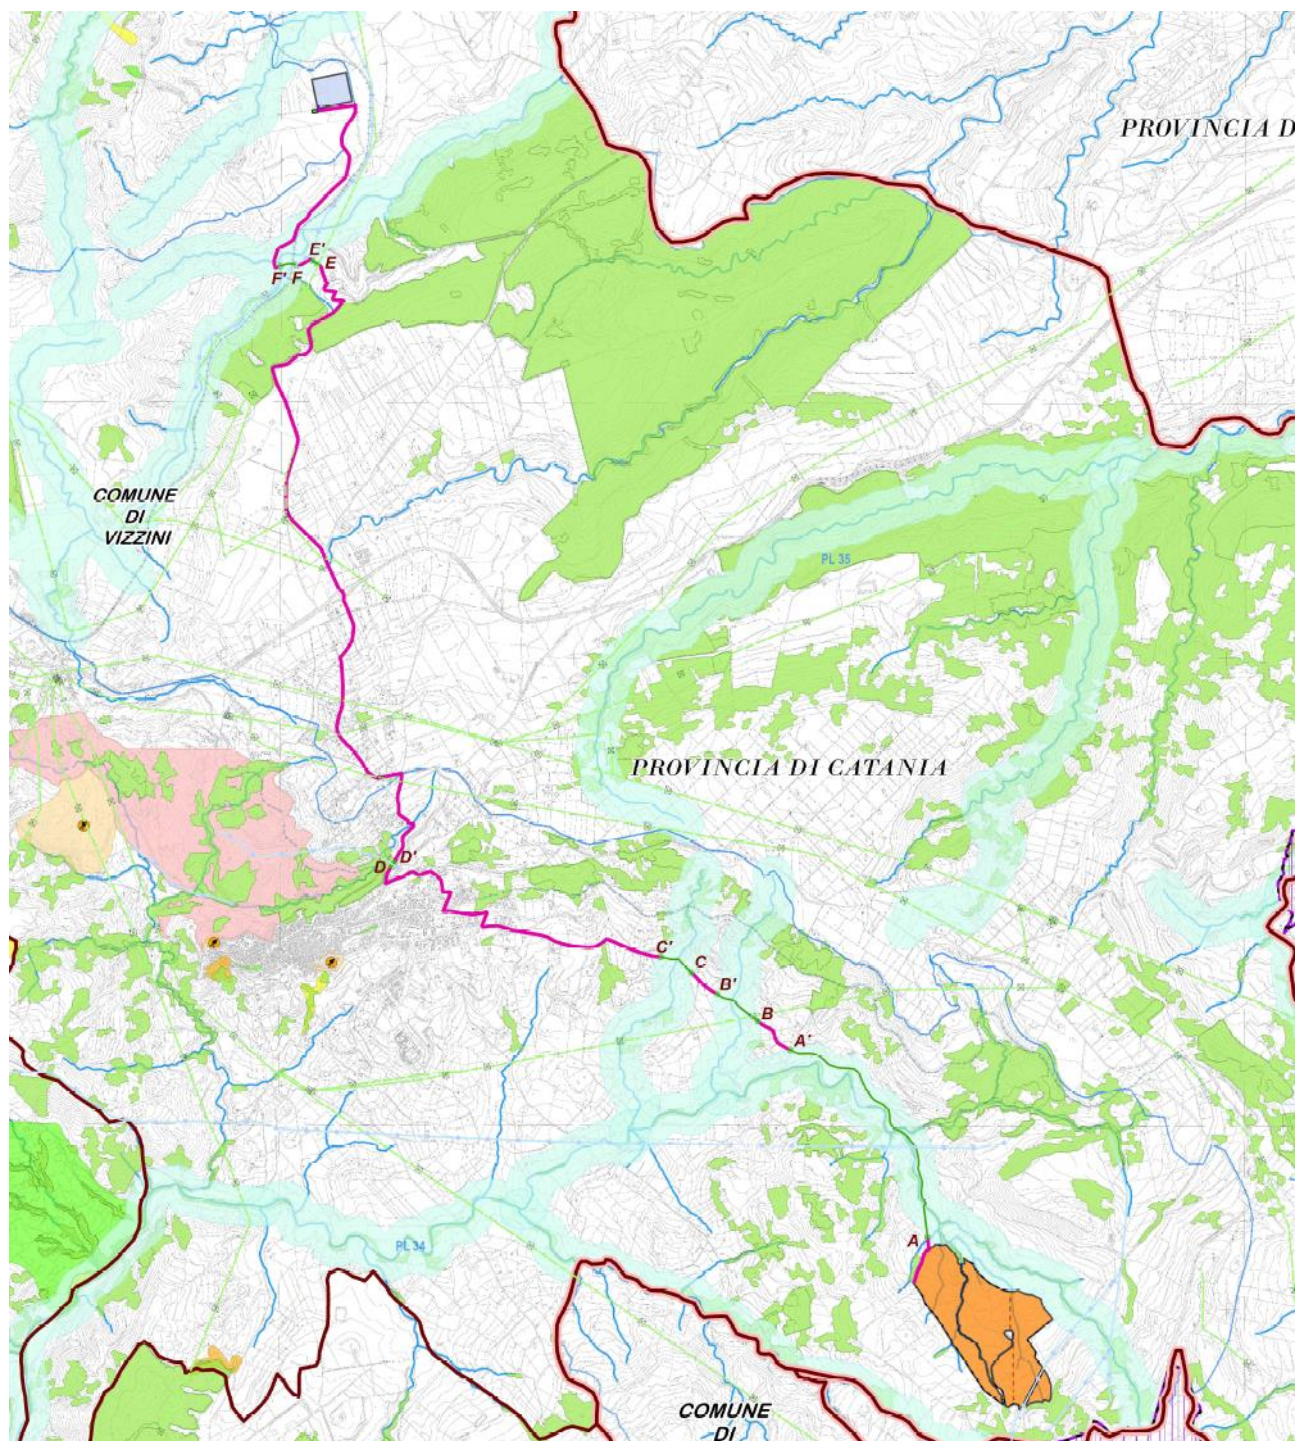 PROVINCIA D
E'
E
F' F
COMUNE
DI
VIZZINI
PL 35
PROVINCIA DI CATANIA
D'
D
C'
C
B'
B
A'
A
PL 34
COMUNE
DI